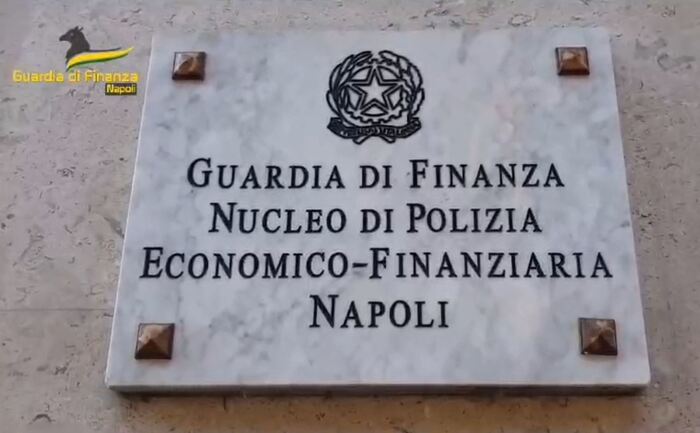 Guardia di Finanza
Napoli
GUARDIA DI FINANZA
NUCLEO DI POLIZIA
ECONOMICO-FINANZIARIA
NAPOLI